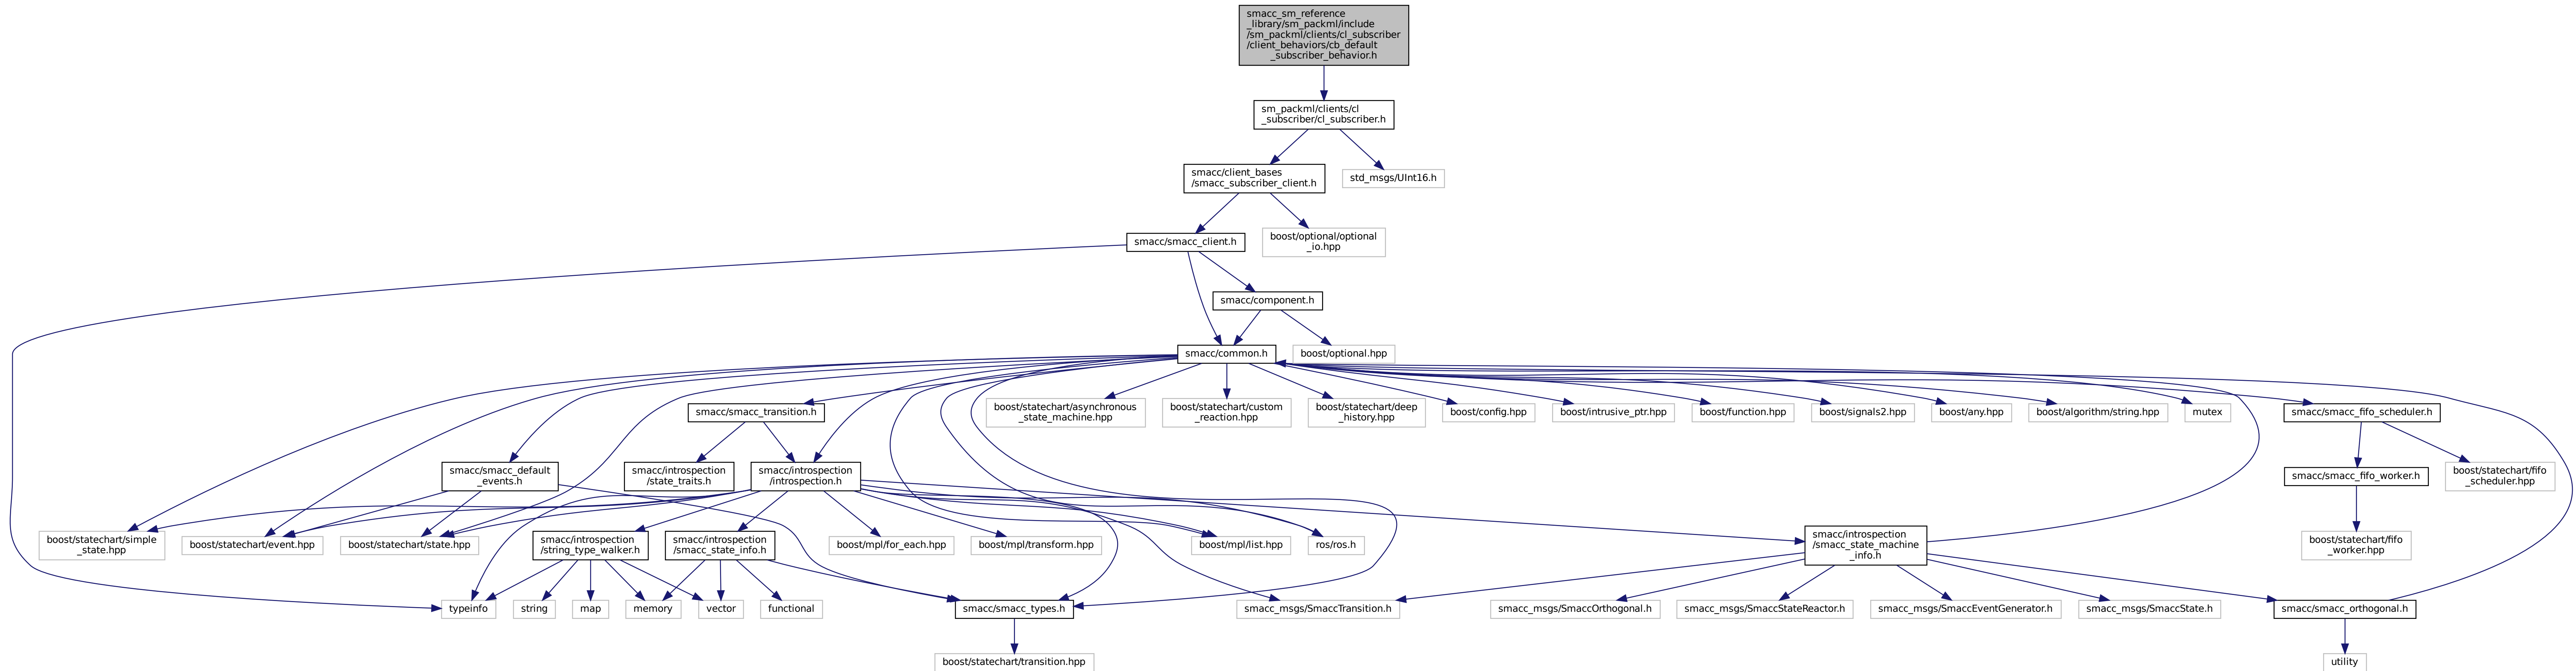 smacc_sm_reference
_library/sm_packml/include
/sm_packml/clients/cl_subscriber
/client_behaviors/cb_default
_subscriber_behavior.h
sm_packml/clients/cl
_subscriber/cl_subscriber.h
smacc/client_bases
/smacc_subscriber_client.h
std_msgs/UInt16.h
smacc/smacc_client.h
boost/optional/optional
_io.hpp
smacc/component.h
smacc/common.h
boost/optional.hpp
smacc/smacc_transition.h
boost/statechart/asynchronous
_state_machine.hpp
boost/statechart/custom
_reaction.hpp
boost/statechart/deep
_history.hpp
boost/config.hpp
boost/intrusive_ptr.hpp
boost/function.hpp
boost/signals2.hpp
boost/any.hpp
boost/algorithm/string.hpp
mutex
smacc/smacc_fifo_scheduler.h
smacc/smacc_default
_events.h
smacc/introspection
/state_traits.h
smacc/introspection
/introspection.h
smacc/smacc_fifo_worker.h
boost/statechart/fifo
_scheduler.hpp
boost/statechart/simple
_state.hpp
boost/statechart/event.hpp
boost/statechart/state.hpp
smacc/introspection
/string_type_walker.h
smacc/introspection
/smacc_state_info.h
boost/mpl/for_each.hpp
boost/mpl/transform.hpp
boost/mpl/list.hpp
ros/ros.h
smacc/introspection
/smacc_state_machine
_info.h
boost/statechart/fifo
_worker.hpp
typeinfo
string
map
memory
vector
functional
smacc/smacc_types.h
smacc_msgs/SmaccTransition.h
smacc_msgs/SmaccOrthogonal.h
smacc_msgs/SmaccStateReactor.h
smacc_msgs/SmaccEventGenerator.h
smacc_msgs/SmaccState.h
smacc/smacc_orthogonal.h
boost/statechart/transition.hpp
utility